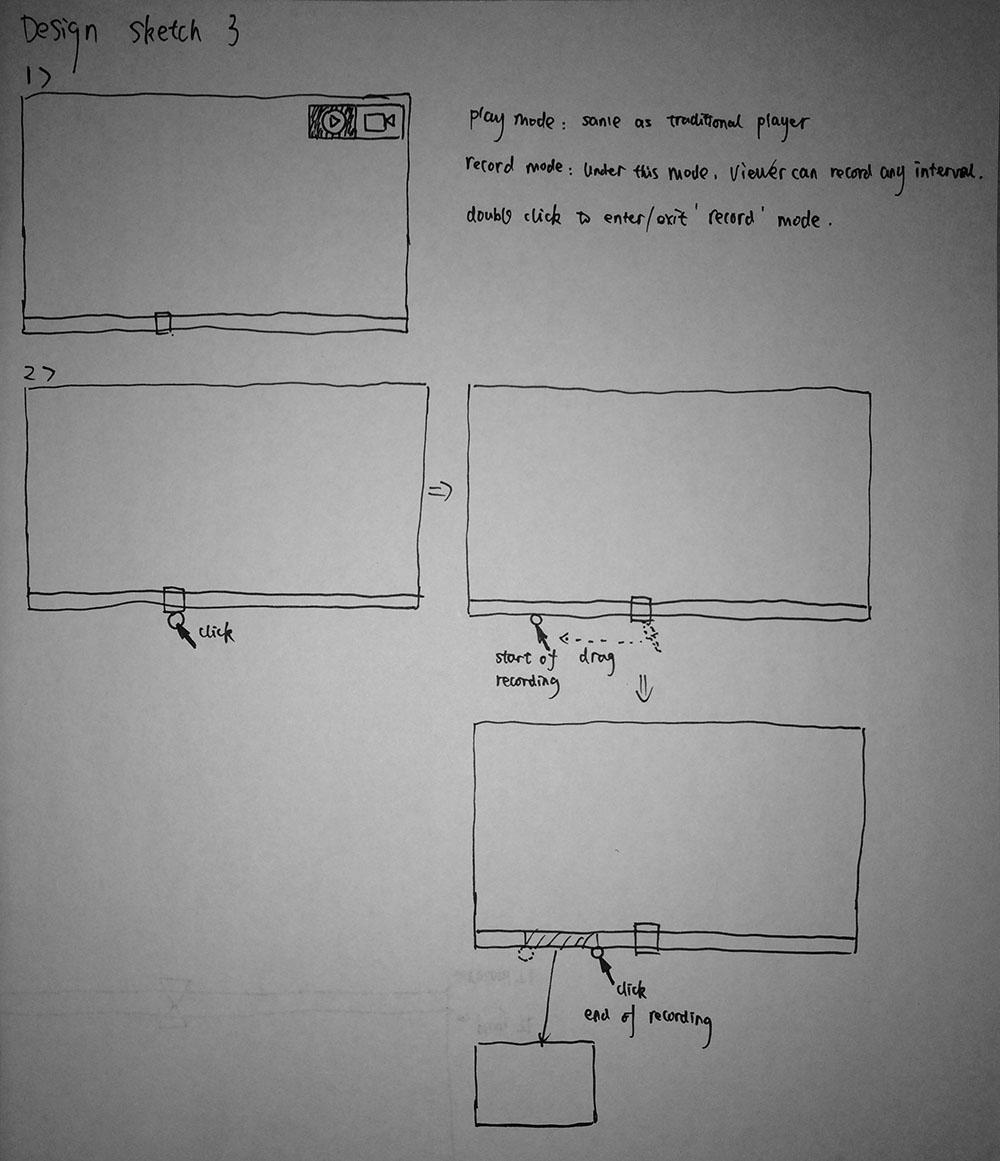 Design sketch 3
1>
play mode: same as traditional player
record mode: Under this mode, Viewer can record any interval.
double click to enter/exit 'record' mode.
2>
click
start of
recording
drag
click
end of recording